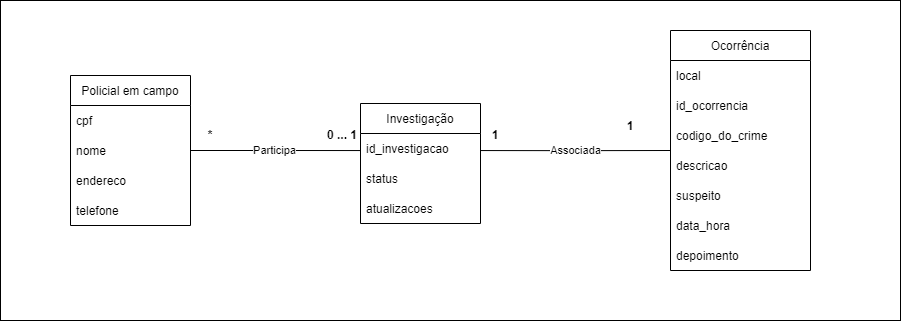 Policial em campo
cpf
nome
endereco
telefone
*
Participa
0 ... 1
Investigação
id_investigacao
status
atualizacoes
1
Associada
1
Ocorrência
local
id_ocorrencia
codigo_do_crime
descricao
suspeito
data_hora
depoimento